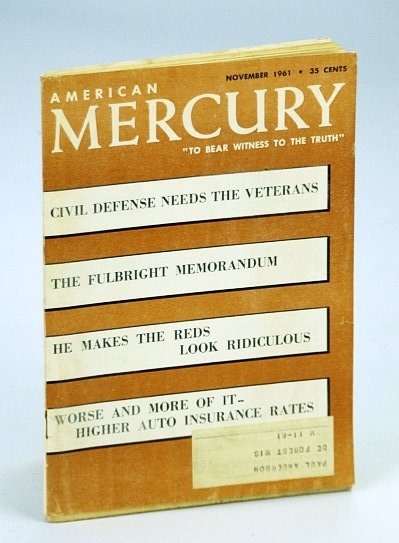 NOVEMBER 1961 • 35 CENTS
AMERICAN
MERCURY
"TO BEAR WITNESS TO THE TRUTH"
CIVIL DEFENSE NEEDS THE VETERANS
THE FULBRIGHT MEMORANDUM
HE MAKES THE REDS
LOOK RIDICULOUS
WORSE AND MORE OF IT—
HIGHER AUTO INSURANCE RATES
PAUL ANDERSON
DE FOREST WIS
M 11-61